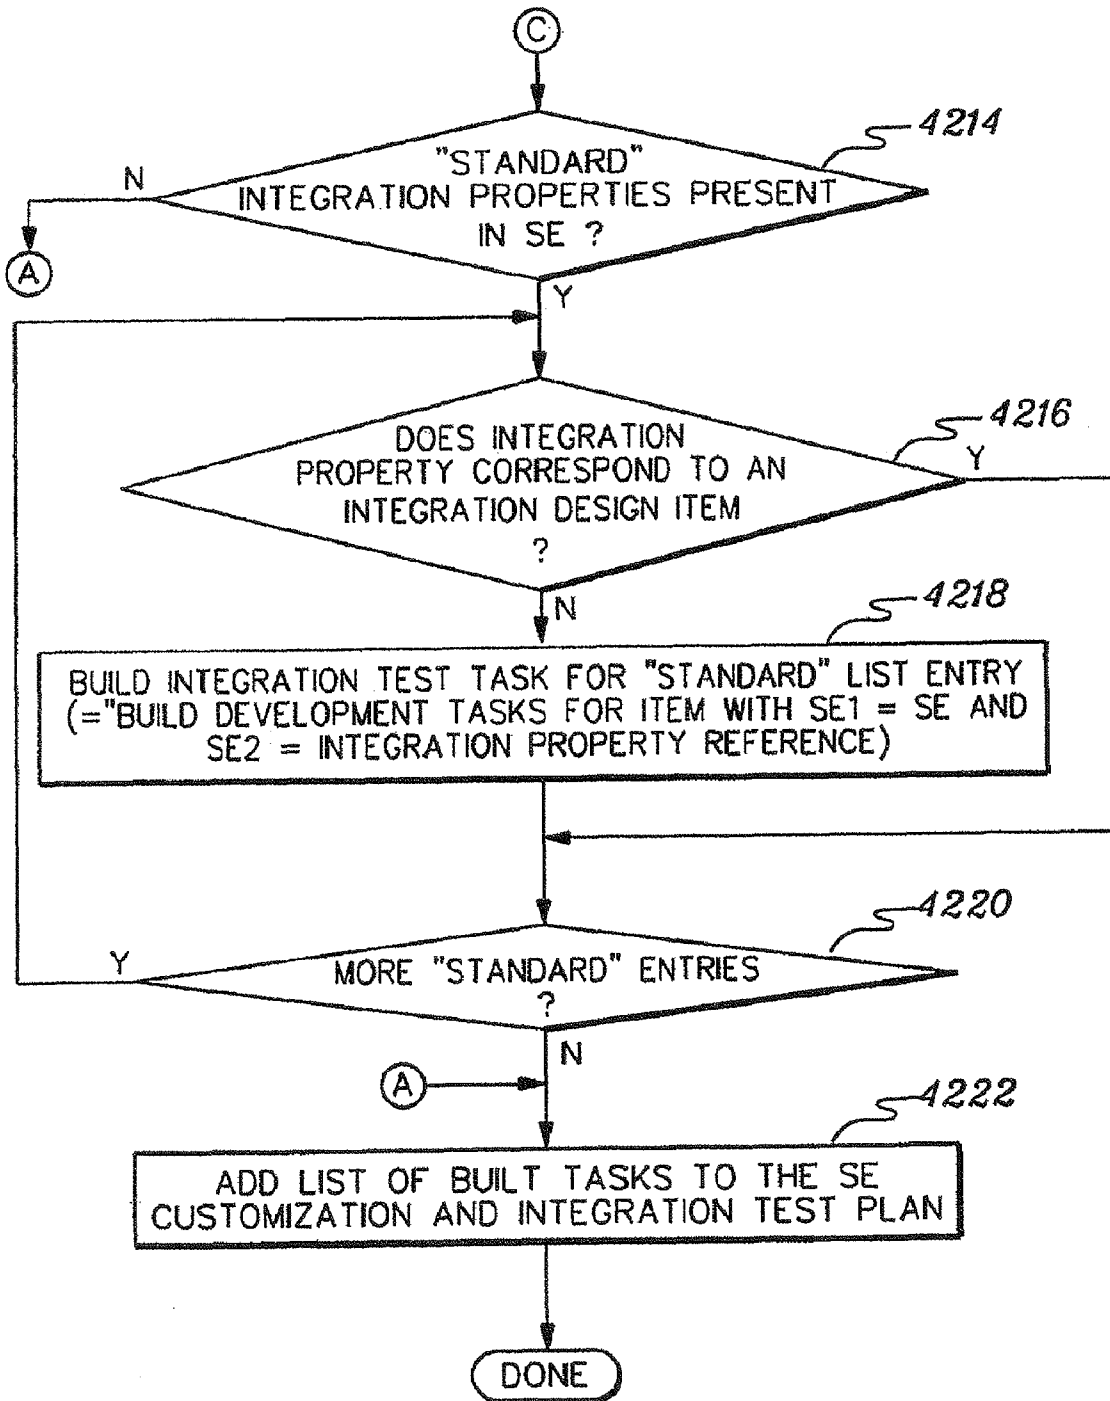 C
4214
"STANDARD"
INTEGRATION PROPERTIES PRESENT
IN SE ?
N
A
Y
4216
DOES INTEGRATION
PROPERTY CORRESPOND TO AN
INTEGRATION DESIGN ITEM
?
Y
N
4218
BUILD INTEGRATION TEST TASK FOR "STANDARD" LIST ENTRY
(="BUILD DEVELOPMENT TASKS FOR ITEM WITH SE1 = SE AND
SE2 = INTEGRATION PROPERTY REFERENCE)
4220
Y
MORE "STANDARD" ENTRIES
?
N
A
4222
ADD LIST OF BUILT TASKS TO THE SE
CUSTOMIZATION AND INTEGRATION TEST PLAN
DONE